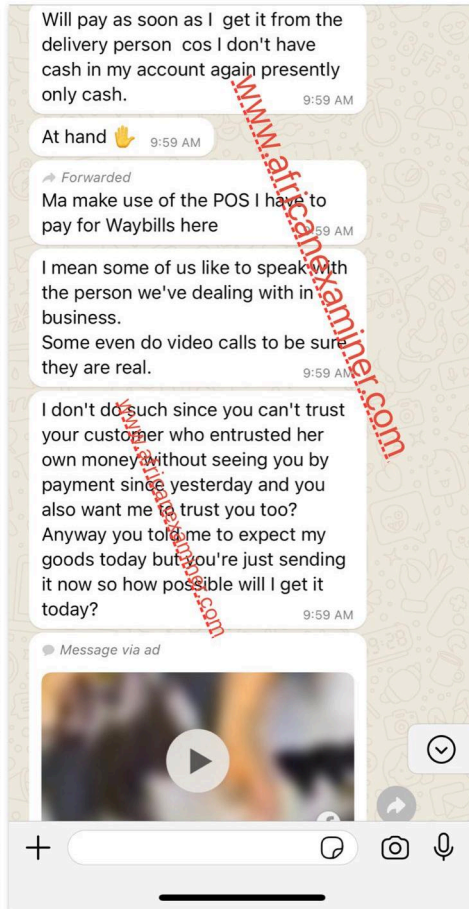 Will pay as soon as I get it from the
delivery person cos I don't have
cash in my account again presently
only cash.
9:59 AM
At hand 🖐️
9:59 AM
Forwarded
Ma make use of the POS I have to
pay for Waybills here
9:59 AM
I mean some of us like to speak with
the person we've dealing with in
business.
Some even do video calls to be sure
they are real.
9:59 AM
I don't do such since you can't trust
your customer who entrusted her
own money without seeing you by
payment since yesterday and you
also want me to trust you too?
Anyway you told me to expect my
goods today but you're just sending
it now so how possible will I get it
today?
9:59 AM
Message via ad
www.africanexaminer.com
www.africanexaminer.com